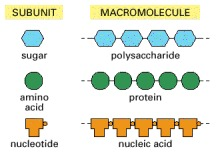 SUBUNIT MACROMOLECULE
sugar polysaccharide
amino
acid protein
nucleotide nucleic acid